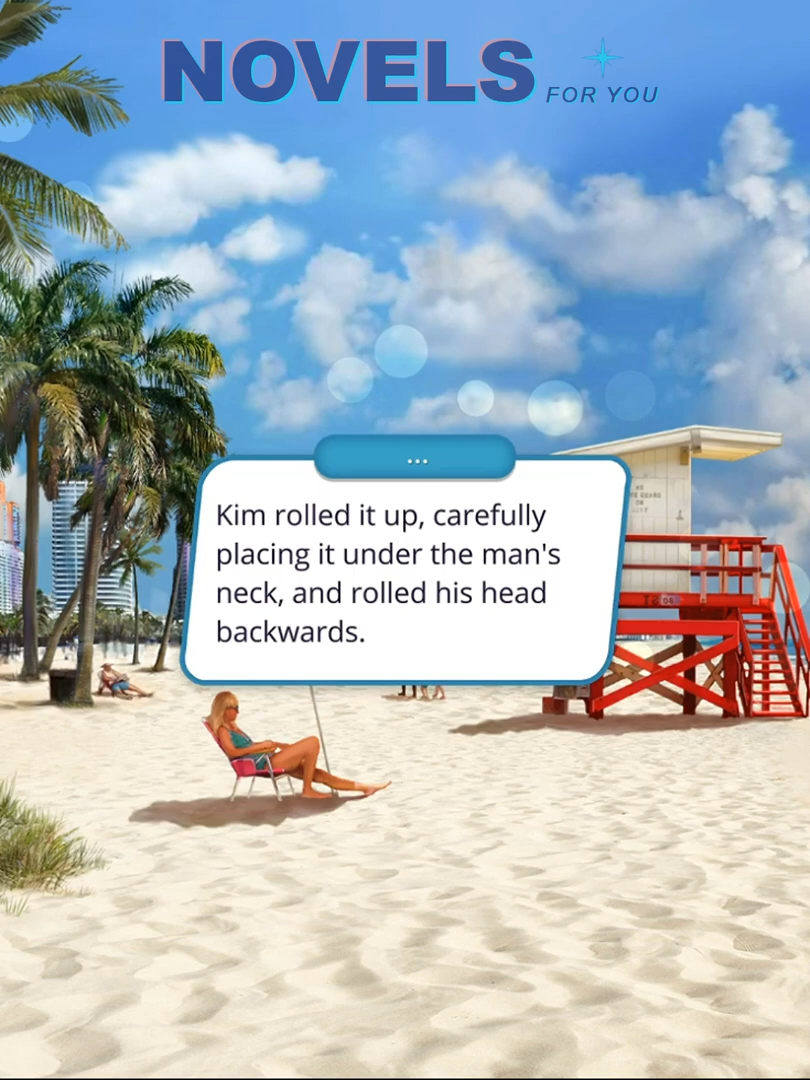 NOVELS
FOR YOU
...
Kim rolled it up, carefully
placing it under the man's
neck, and rolled his head
backwards.